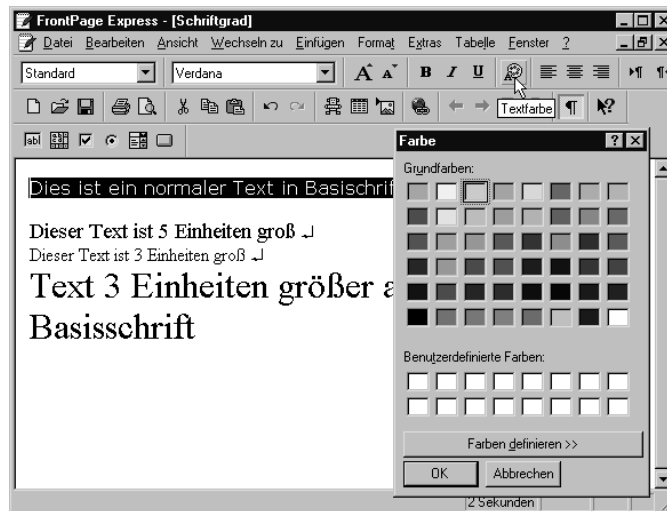 FrontPage Express - [Schriftgrad]
Datei Bearbeiten Ansicht Wechseln zu Einfügen Format Extras Tabelle Fenster ?
Standard Verdana A A B I U
Textfarbe
abl
Farbe
Grundfarben:
Dies ist ein normaler Text in Basischrif
Dieser Text ist 5 Einheiten groß
Dieser Text ist 3 Einheiten groß
Text 3 Einheiten größer a
Basisschrift
Benutzerdefinierte Farben:
Farben definieren >>
OK Abbrechen
2 Sekunden